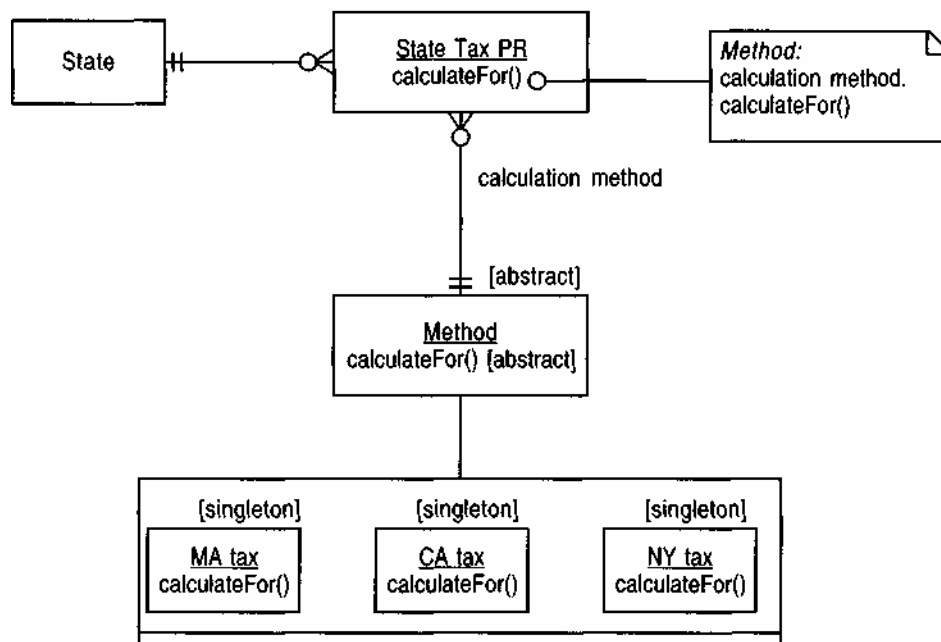 State
State Tax PR
calculateFor()
Method:
calculation method.
calculateFor()
calculation method
[abstract]
Method
calculateFor() [abstract]
[singleton]
MA tax
calculateFor()
[singleton]
CA tax
calculateFor()
[singleton]
NY tax
calculateFor()